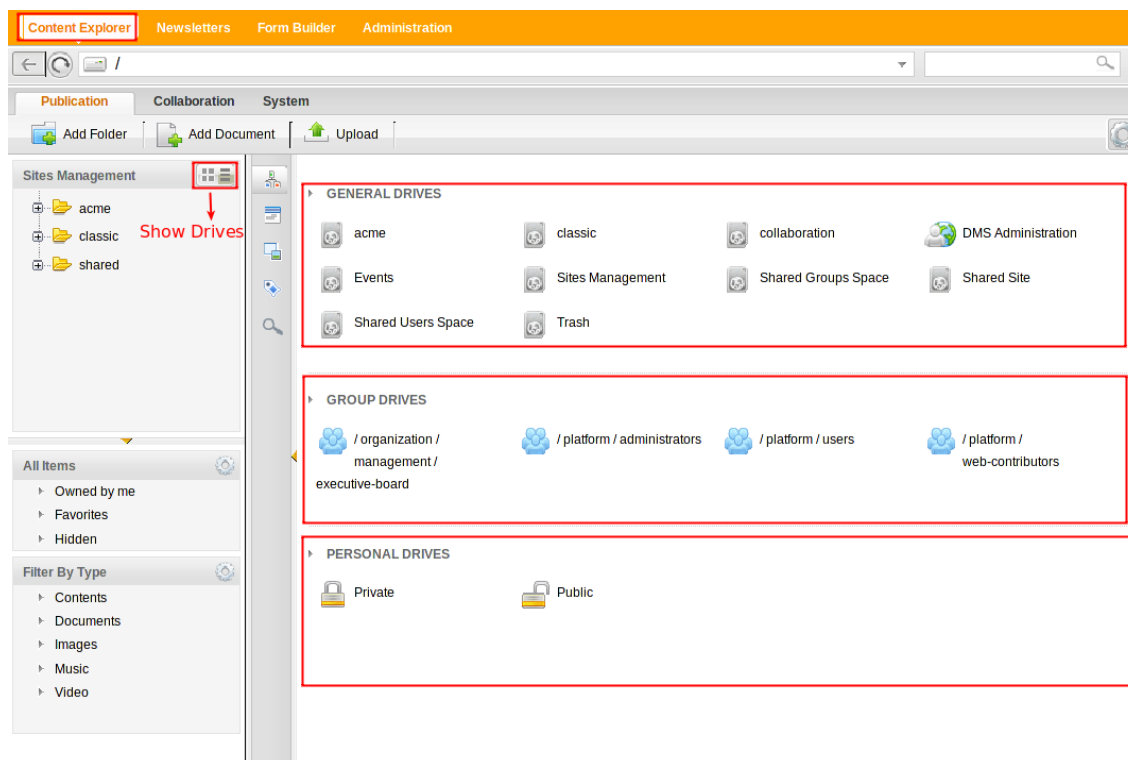 Content Explorer Newsletters Form Builder Administration
/
Publication Collaboration System
Add Folder Add Document Upload
Sites Management
acme
classic
shared
Show Drives
All Items
Owned by me
Favorites
Hidden
Filter By Type
Contents
Documents
Images
Music
Video
GENERAL DRIVES
acme classic collaboration DMS Administration
Events Sites Management Shared Groups Space Shared Site
Shared Users Space Trash
GROUP DRIVES
/ organization / / platform / administrators / platform / users / platform /
management / web-contributors
executive-board
PERSONAL DRIVES
Private Public